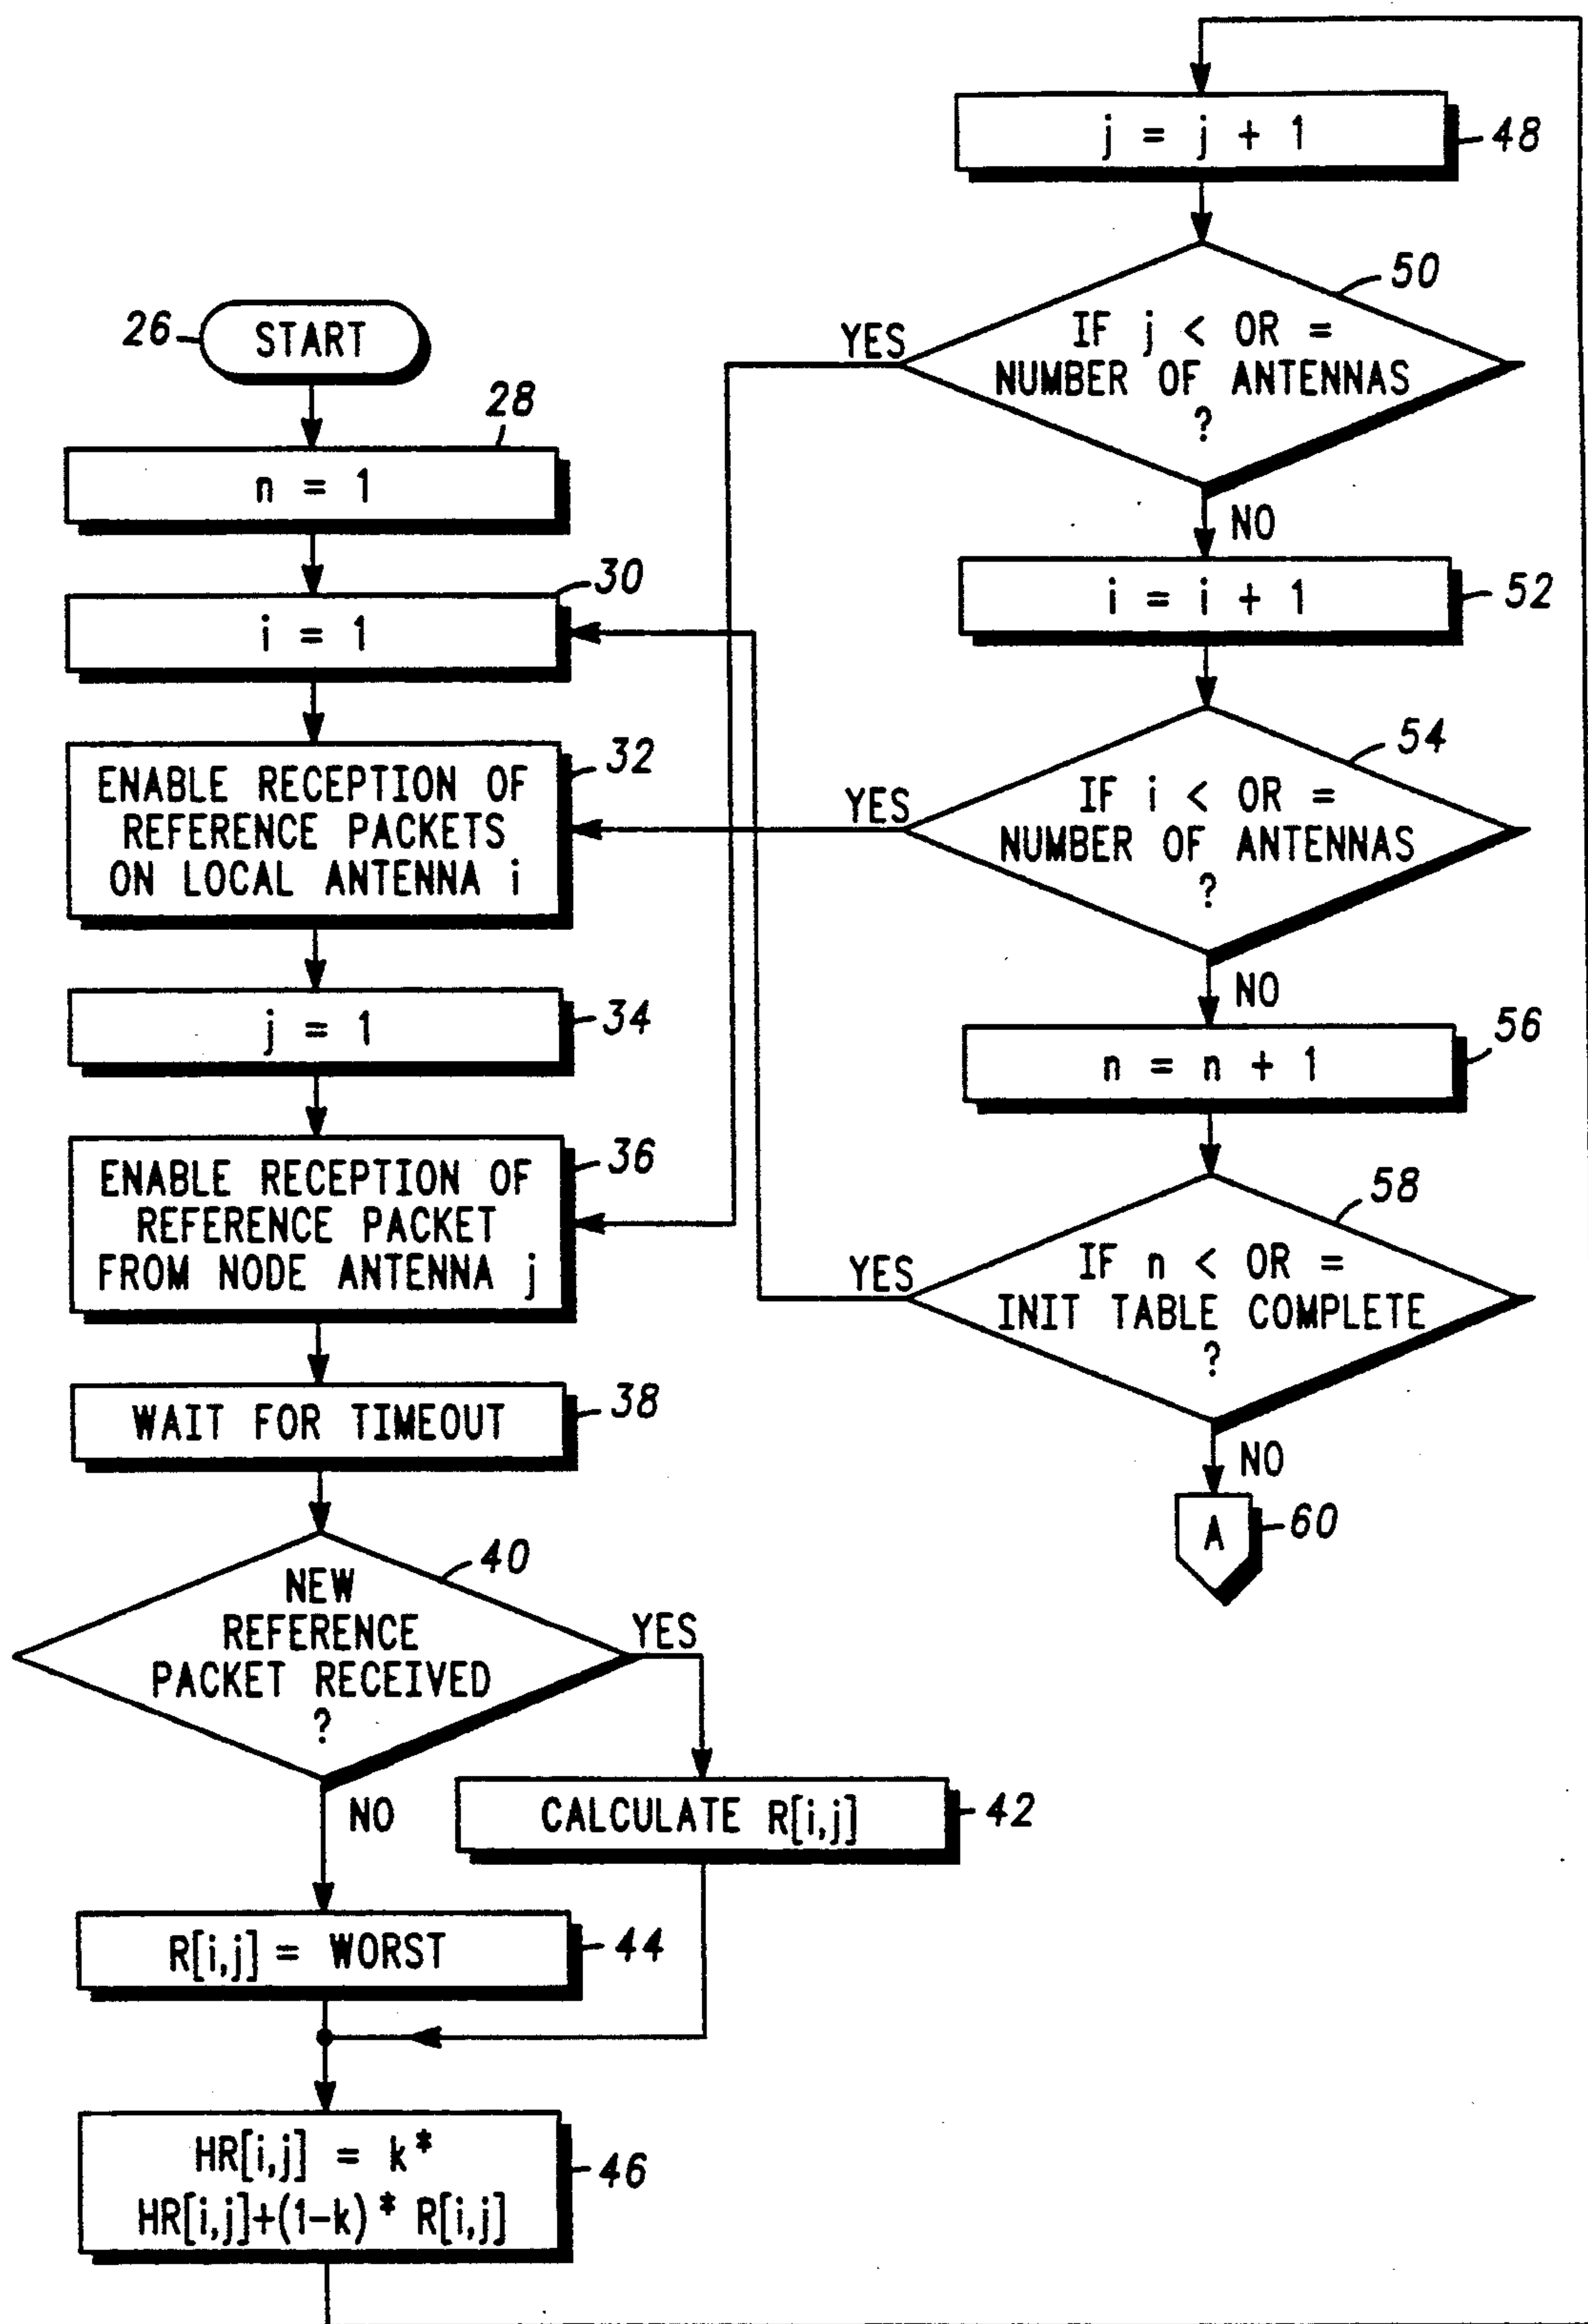 26
START
28
n = 1
30
i = 1
32
ENABLE RECEPTION OF
REFERENCE PACKETS
ON LOCAL ANTENNA i
34
j = 1
36
ENABLE RECEPTION OF
REFERENCE PACKET
FROM NODE ANTENNA j
38
WAIT FOR TIMEOUT
40
NEW
REFERENCE
PACKET RECEIVED
?
YES
NO
CALCULATE R[i,j]
42
R[i,j] = WORST
44
HR[i,j] = k*
HR[i,j]+(1-k)* R[i,j]
46
j = j + 1
48
50
IF j < OR =
NUMBER OF ANTENNAS
?
YES
NO
i = i + 1
52
54
IF i < OR =
NUMBER OF ANTENNAS
?
YES
NO
56
n = n + 1
58
IF n < OR =
INIT TABLE COMPLETE
?
YES
NO
A
60